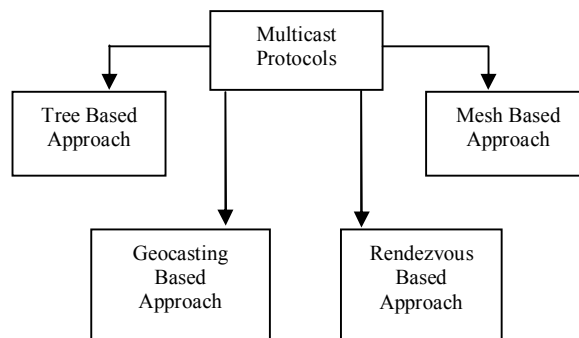 Multicast
Protocols
Tree Based
Approach
Mesh Based
Approach
Geocasting
Based
Approach
Rendezvous
Based
Approach